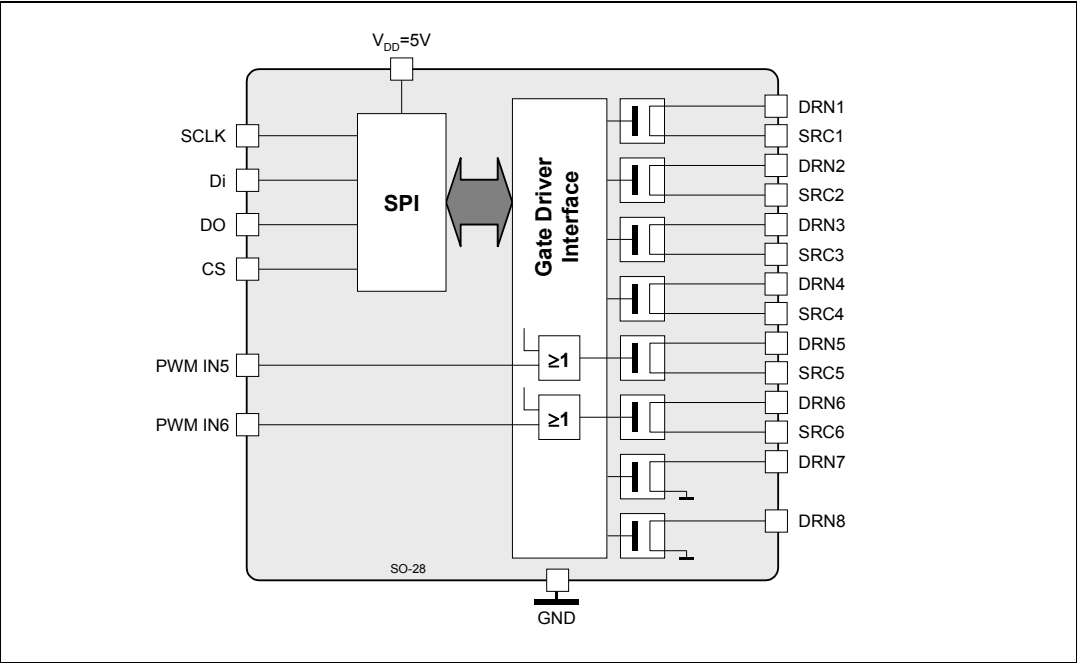 VDD=5V
SCLK
Di
DO
CS
SPI
Gate Driver
Interface
PWM IN5
PWM IN6
≥1
≥1
DRN1
SRC1
DRN2
SRC2
DRN3
SRC3
DRN4
SRC4
DRN5
SRC5
DRN6
SRC6
DRN7
DRN8
SO-28
GND